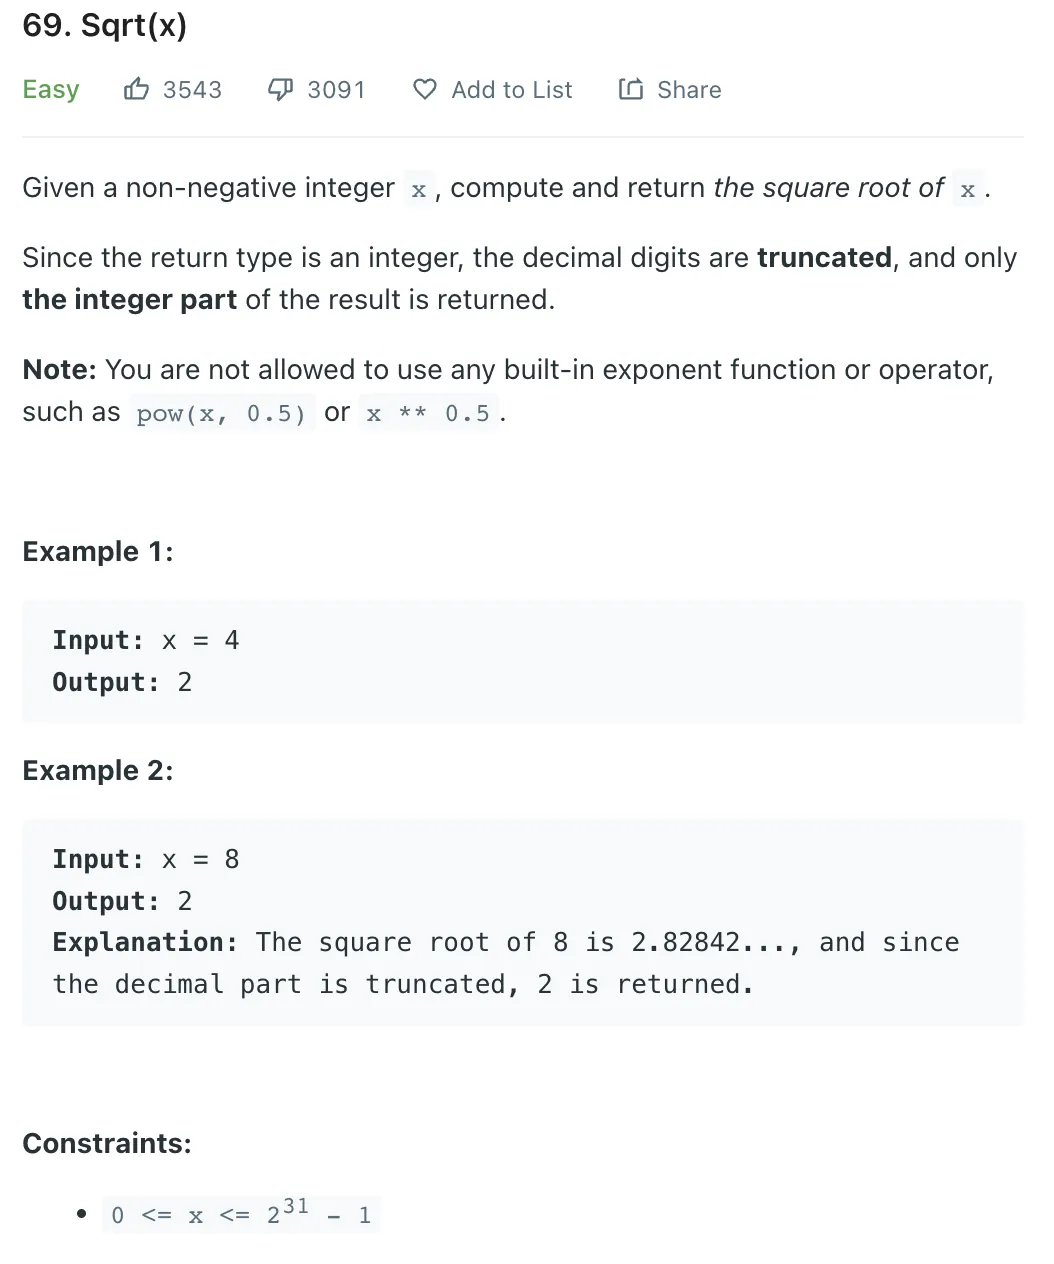 69. Sqrt(x)
Easy 3543 3091 Add to List Share
Given a non-negative integer x, compute and return the square root of x.
Since the return type is an integer, the decimal digits are truncated, and only
the integer part of the result is returned.
Note: You are not allowed to use any built-in exponent function or operator,
such as pow(x, 0.5) or x ** 0.5.
Example 1:
Input: x = 4
Output: 2
Example 2:
Input: x = 8
Output: 2
Explanation: The square root of 8 is 2.82842..., and since
the decimal part is truncated, 2 is returned.
Constraints:
• 0 <= x <= 2³¹ - 1